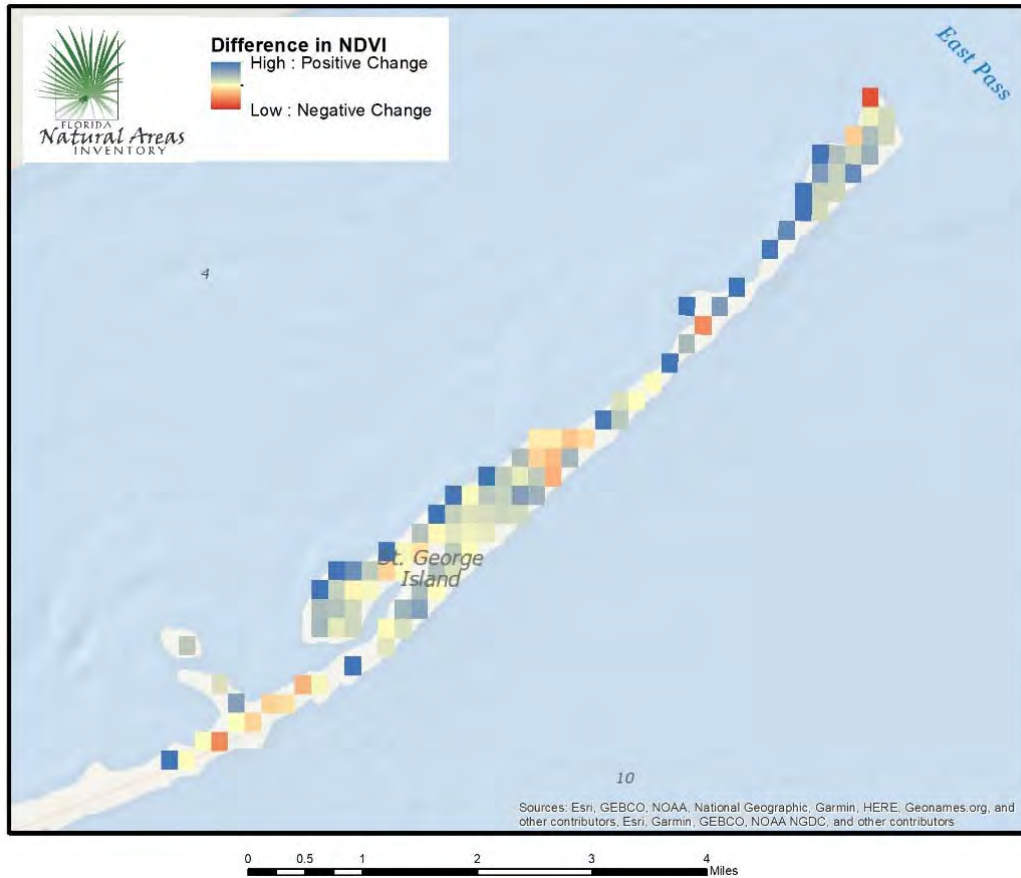 FLORIDA
Natural Areas
INVENTORY
Difference in NDVI
High : Positive Change
Low : Negative Change
East Pass
4
St. George
Island
10
Sources: Esri, GEBCO, NOAA, National Geographic, Garmin, HERE, Geonames.org, and
other contributors, Esri, Garmin, GEBCO, NOAA NGDC, and other contributors
0 0.5 1 2 3 4
Miles